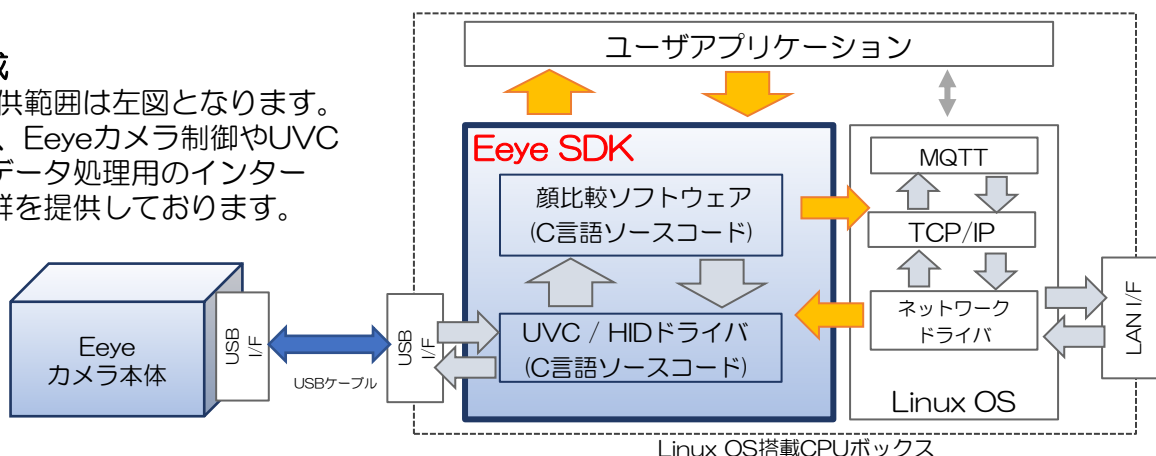 成
供範囲は左図となります。
、Eeyeカメラ制御やUVC
データ処理用のインター
群を提供しております。
ユーザアプリケーション
Eeye SDK
顔比較ソフトウェア
(C言語ソースコード)
UVC / HIDドライバ
(C言語ソースコード)
MQTT
TCP/IP
ネットワーク
ドライバ
Linux OS
LAN I/F
Eeye
カメラ本体
USB
I/F
USBケーブル
USB
I/F
Linux OS搭載CPUボックス